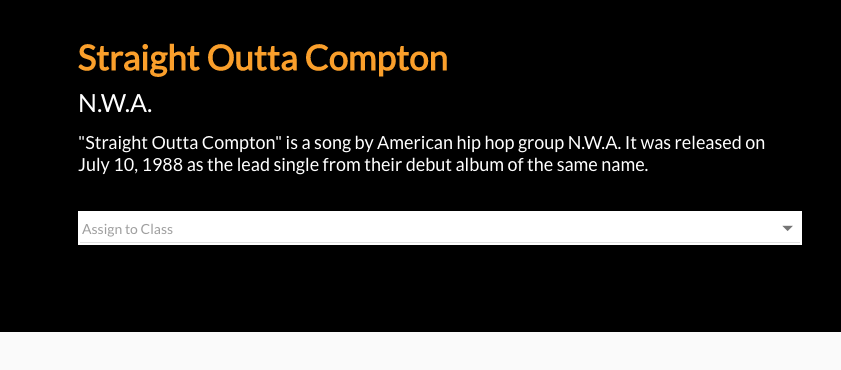 Straight Outta Compton
N.W.A.
"Straight Outta Compton" is a song by American hip hop group N.W.A. It was released on
July 10, 1988 as the lead single from their debut album of the same name.
Assign to Class